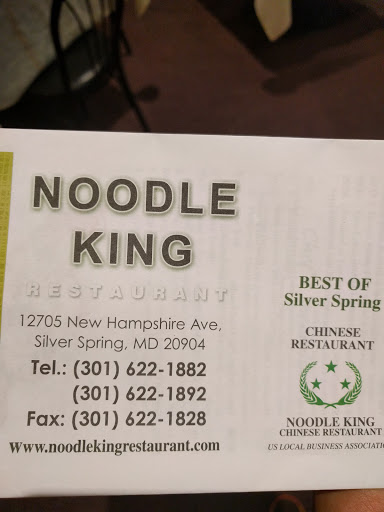 NOODLE
KING
RESTAURANT
12705 New Hampshire Ave,
Silver Spring, MD 20904
Tel.: (301) 622-1882
(301) 622-1892
Fax: (301) 622-1828
Www.noodlekingrestaurant.com
BEST OF
Silver Spring
CHINESE
RESTAURANT
NOODLE KING
CHINESE RESTAURANT
US LOCAL BUSINESS ASSOCIATIO